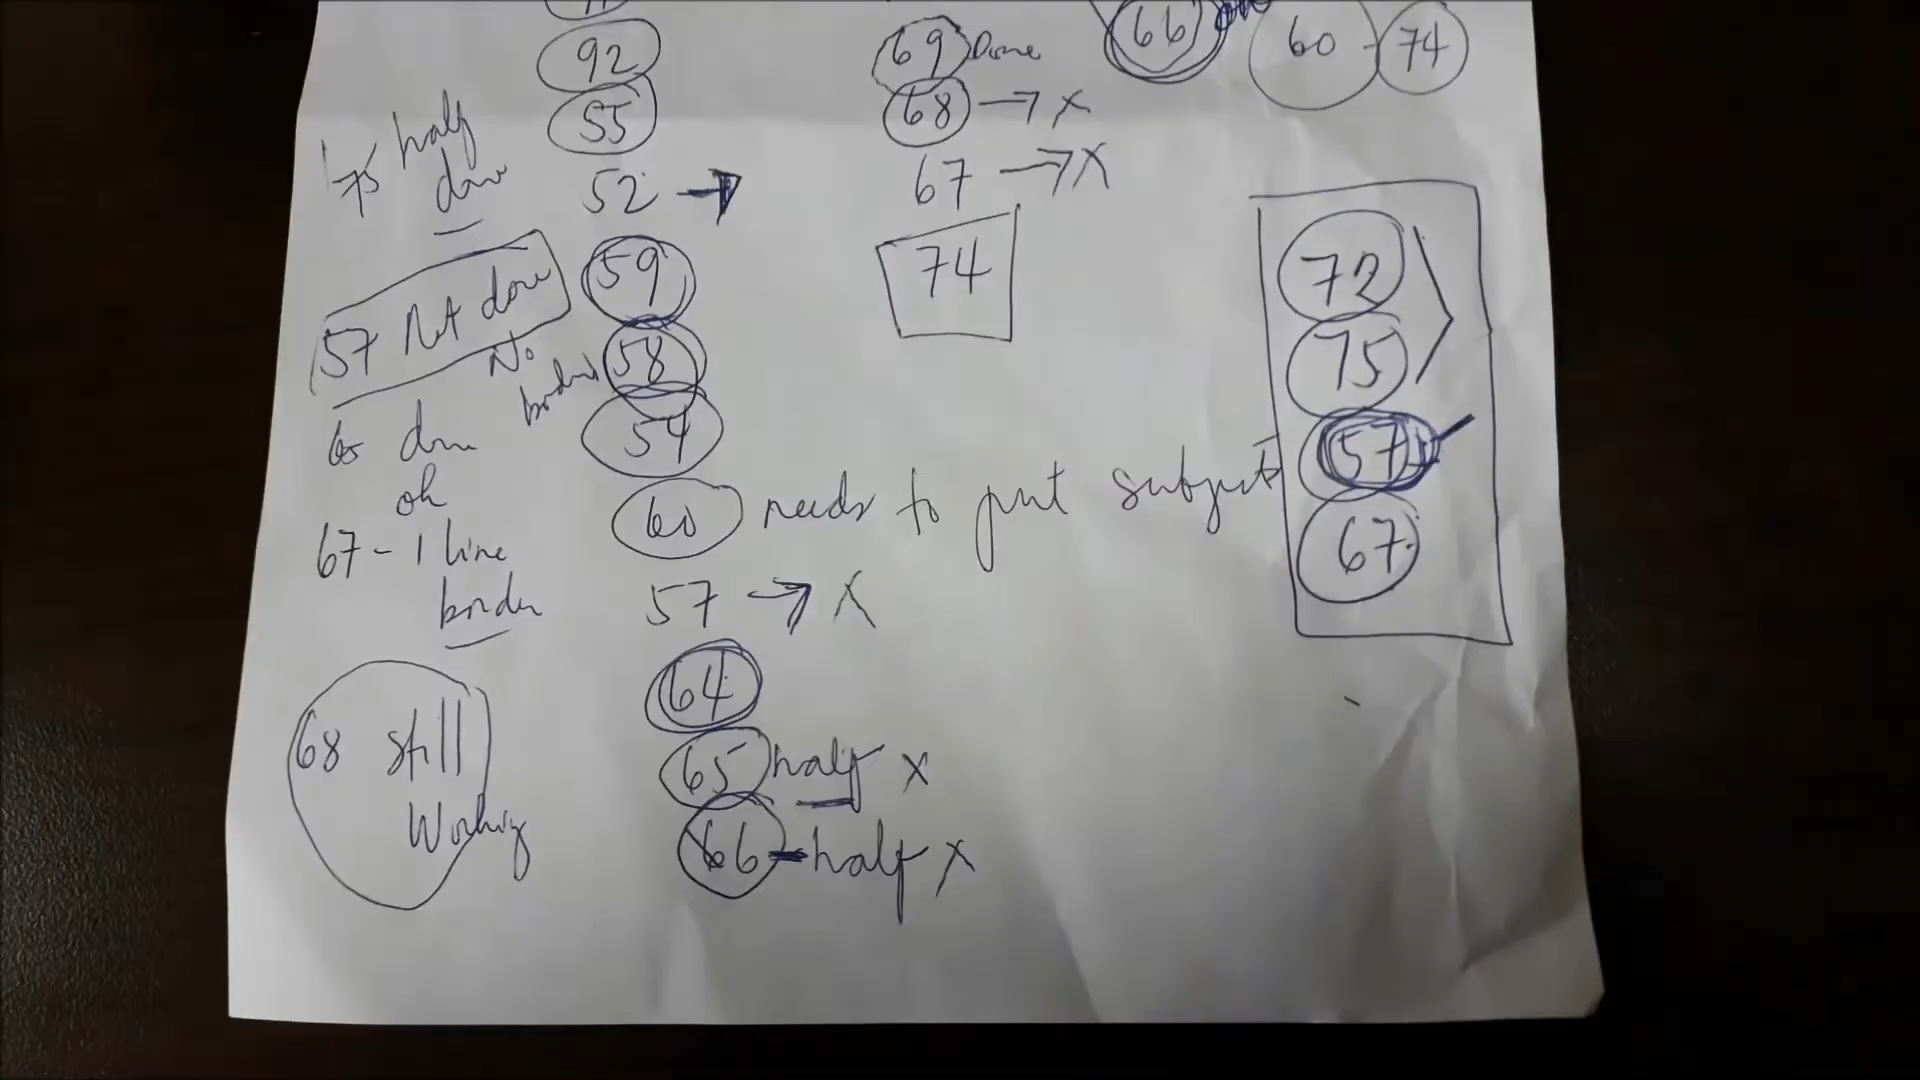 92
55
52 →
59
58
54
60 needs to put subject
57 → X
64
65 half X
66 - half X
75 half
done
57 Not done
No
border
65 done
ok
67 - 1 line
border
68 still
Working
69 Done
68 → X
67 → X
74
66
60 - 74
72
75
57
67